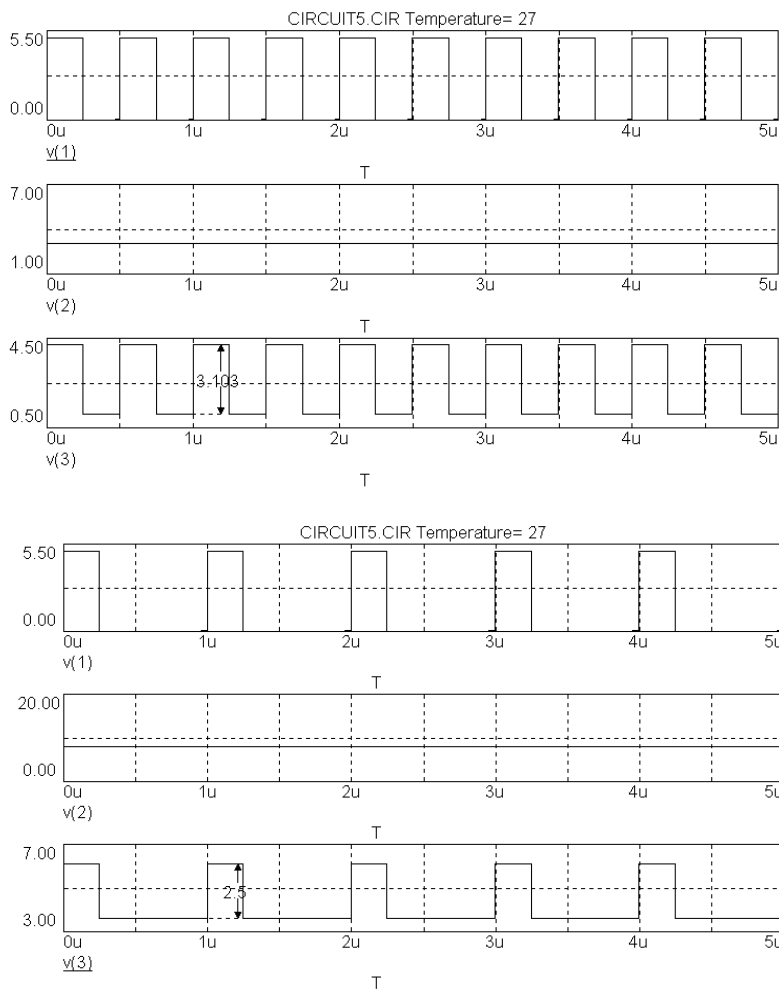 CIRCUIT5.CIR Temperature= 27
5.50
0.00
0u 1u 2u 3u 4u 5u
v(1)
T
7.00
1.00
0u 1u 2u 3u 4u 5u
v(2)
T
4.50
3.103
0.50
0u 1u 2u 3u 4u 5u
v(3)
T
CIRCUIT5.CIR Temperature= 27
5.50
0.00
0u 1u 2u 3u 4u 5u
v(1)
T
20.00
0.00
0u 1u 2u 3u 4u 5u
v(2)
T
7.00
2.5
3.00
0u 1u 2u 3u 4u 5u
v(3)
T